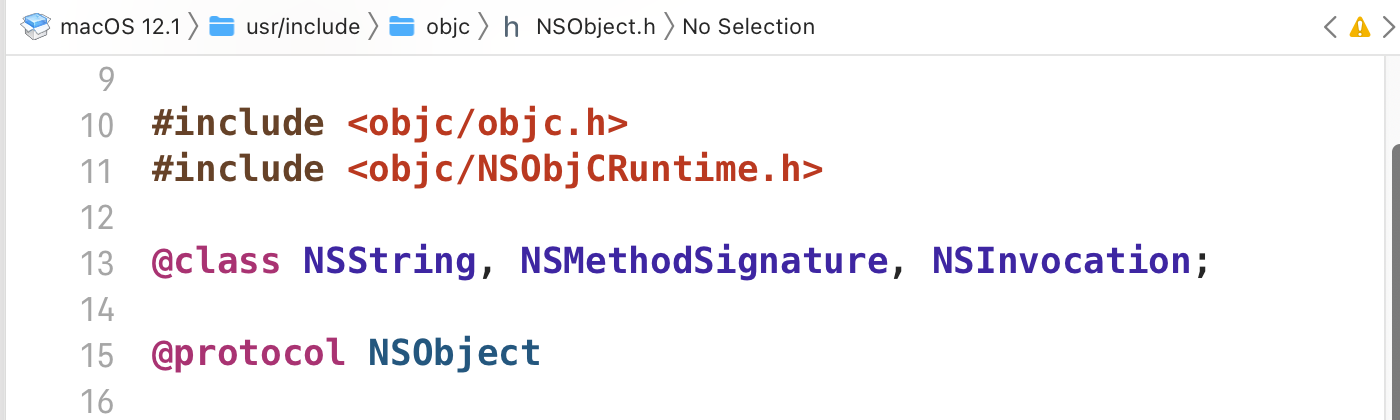 macOS 12.1 〉 usr/include 〉 objc 〉 h NSObject.h 〉 No Selection
9
10 #include <objc/objc.h>
11 #include <objc/NSObjCRuntime.h>
12
13 @class NSString, NSMethodSignature, NSInvocation;
14
15 @protocol NSObject
16